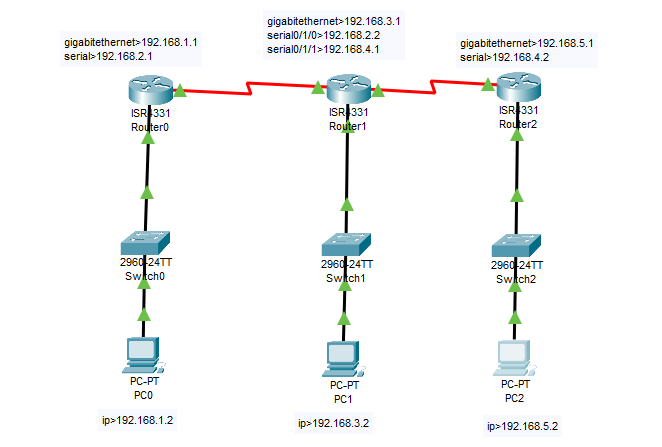 gigabitethernet>192.168.1.1
serial>192.168.2.1
gigabitethernet>192.168.3.1
serial0/1/0>192.168.2.2
serial0/1/1>192.168.4.1
gigabitethernet>192.168.5.1
serial>192.168.4.2
ISR4331
Router0
ISR4331
Router1
ISR4331
Router2
2960-24TT
Switch0
2960-24TT
Switch1
2960-24TT
Switch2
PC-PT
PC0
PC-PT
PC1
PC-PT
PC2
ip>192.168.1.2
ip>192.168.3.2
ip>192.168.5.2